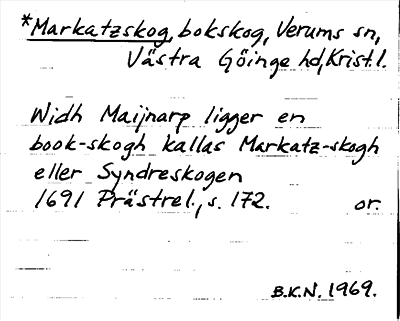 *Markatzskog, bokskog, Verums sn,
Västra Göinge hd, Krist. l.
Widh Maijnarp ligger en
book-skogh kallas Markatz-skogh
eller Syndreskogen
1691 Prästrel., s. 172. or.
B.K.N. 1969.